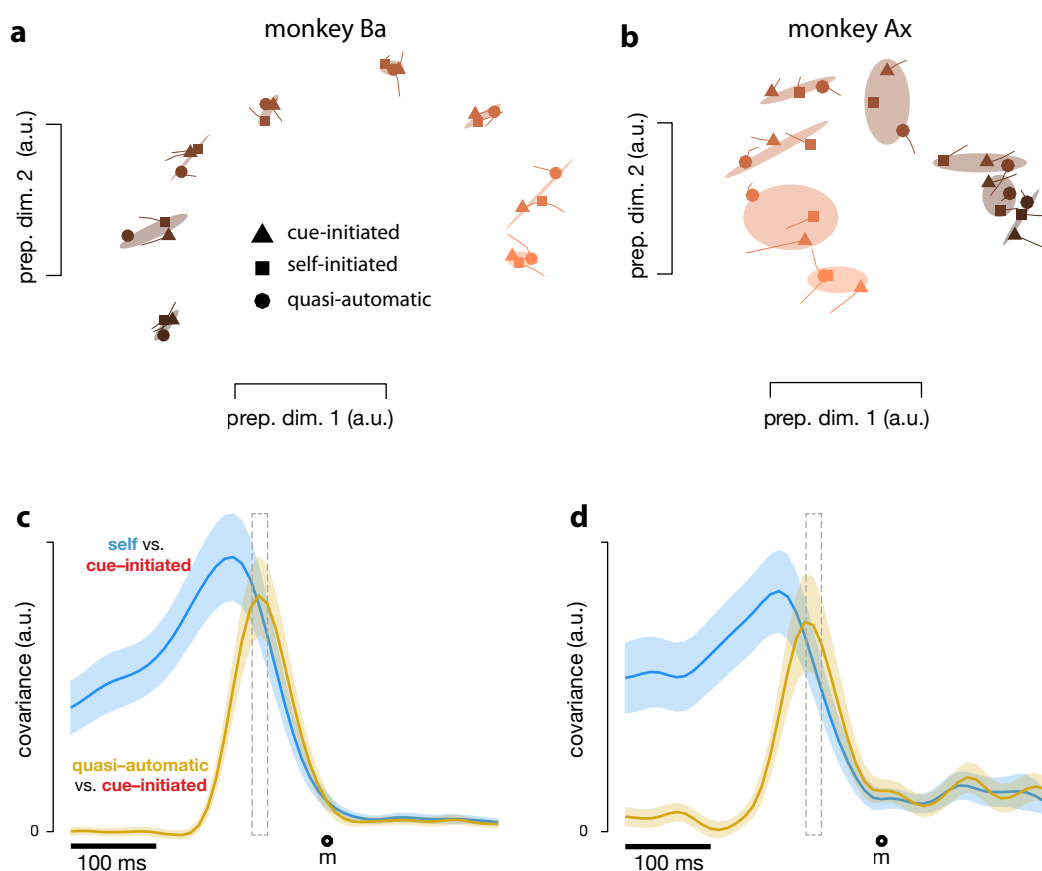 a
monkey Ba
prep. dim. 2 (a.u.)
cue-initiated
self-initiated
quasi-automatic
prep. dim. 1 (a.u.)
b
monkey Ax
prep. dim. 2 (a.u.)
prep. dim. 1 (a.u.)
c
self vs.
cue–initiated
covariance (a.u.)
quasi–automatic
vs. cue–initiated
0
100 ms
m
d
covariance (a.u.)
0
100 ms
m